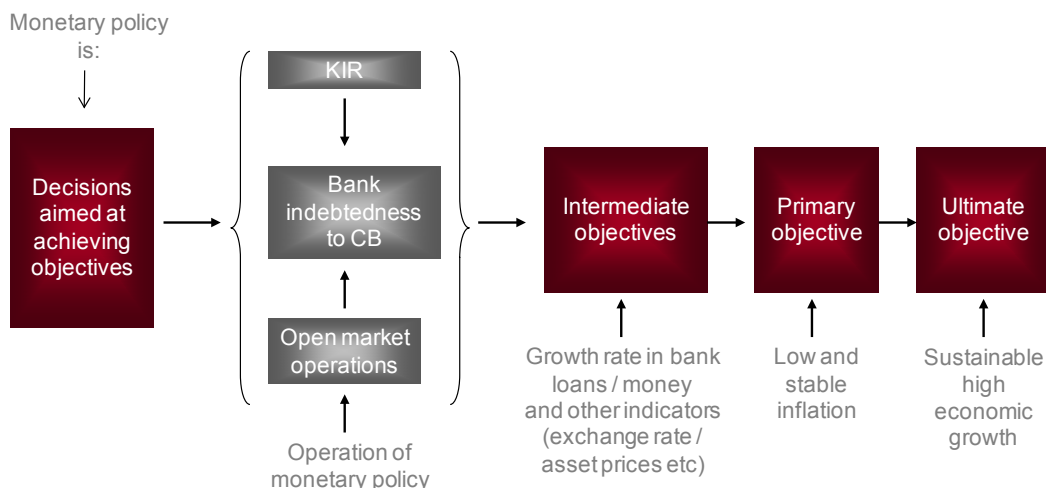 Monetary policy
is:
Decisions
aimed at
achieving
objectives
KIR
Bank
indebtedness
to CB
Open market
operations
Operation of
monetary policy
Intermediate
objectives
Growth rate in bank
loans / money
and other indicators
(exchange rate /
asset prices etc)
Primary
objective
Low and
stable
inflation
Ultimate
objective
Sustainable
high
economic
growth